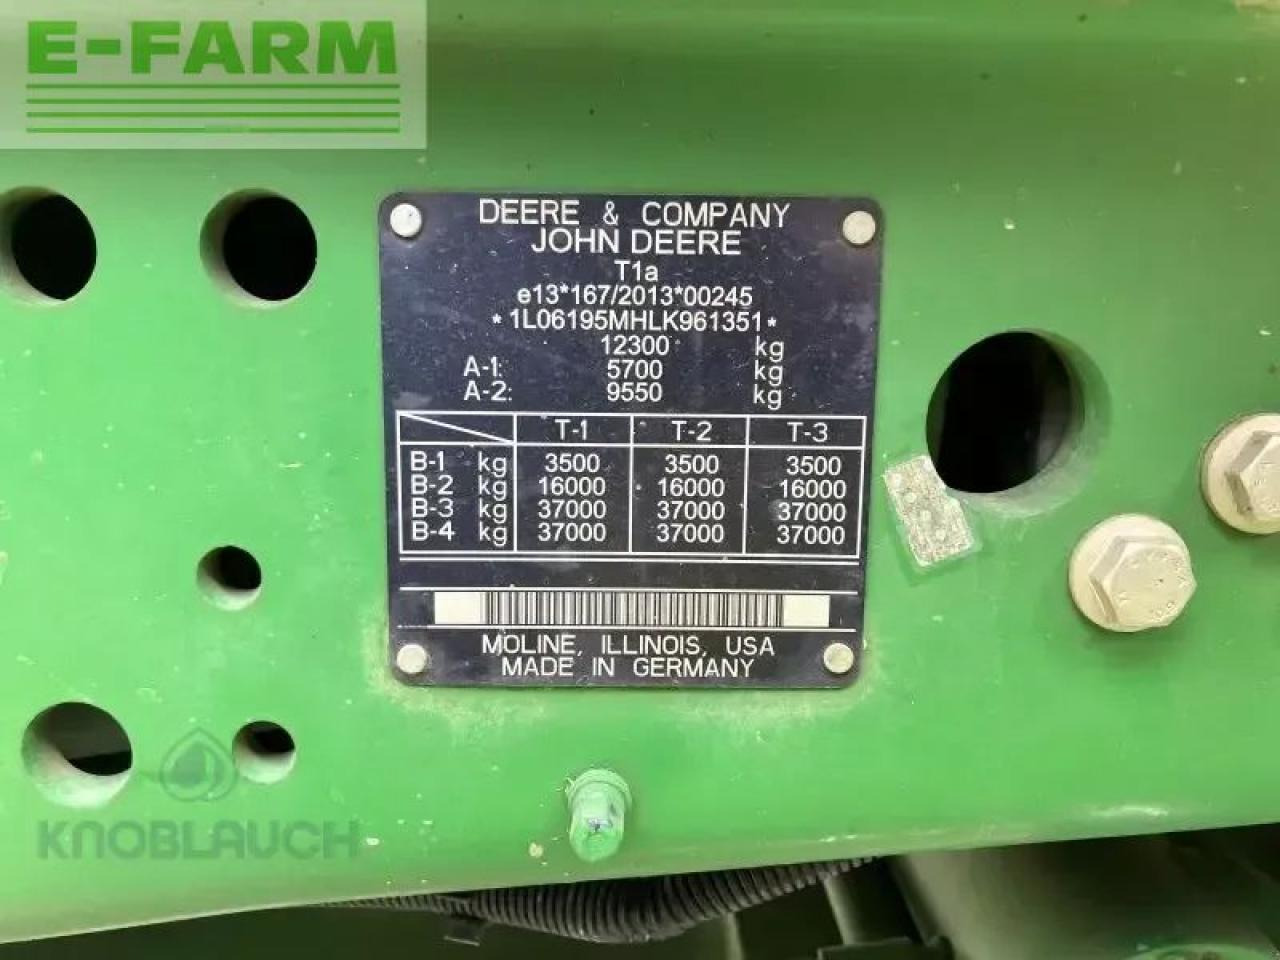 E-FARM
DEERE & COMPANY
JOHN DEERE
T1a
e13*167/2013*00245
*1L06195MHLK961351*
12300 kg
A-1: 5700 kg
A-2: 9550 kg
T-1 T-2 T-3
B-1 kg 3500 3500 3500
B-2 kg 16000 16000 16000
B-3 kg 37000 37000 37000
B-4 kg 37000 37000 37000
MOLINE, ILLINOIS, USA
MADE IN GERMANY
KNOBLAUCH